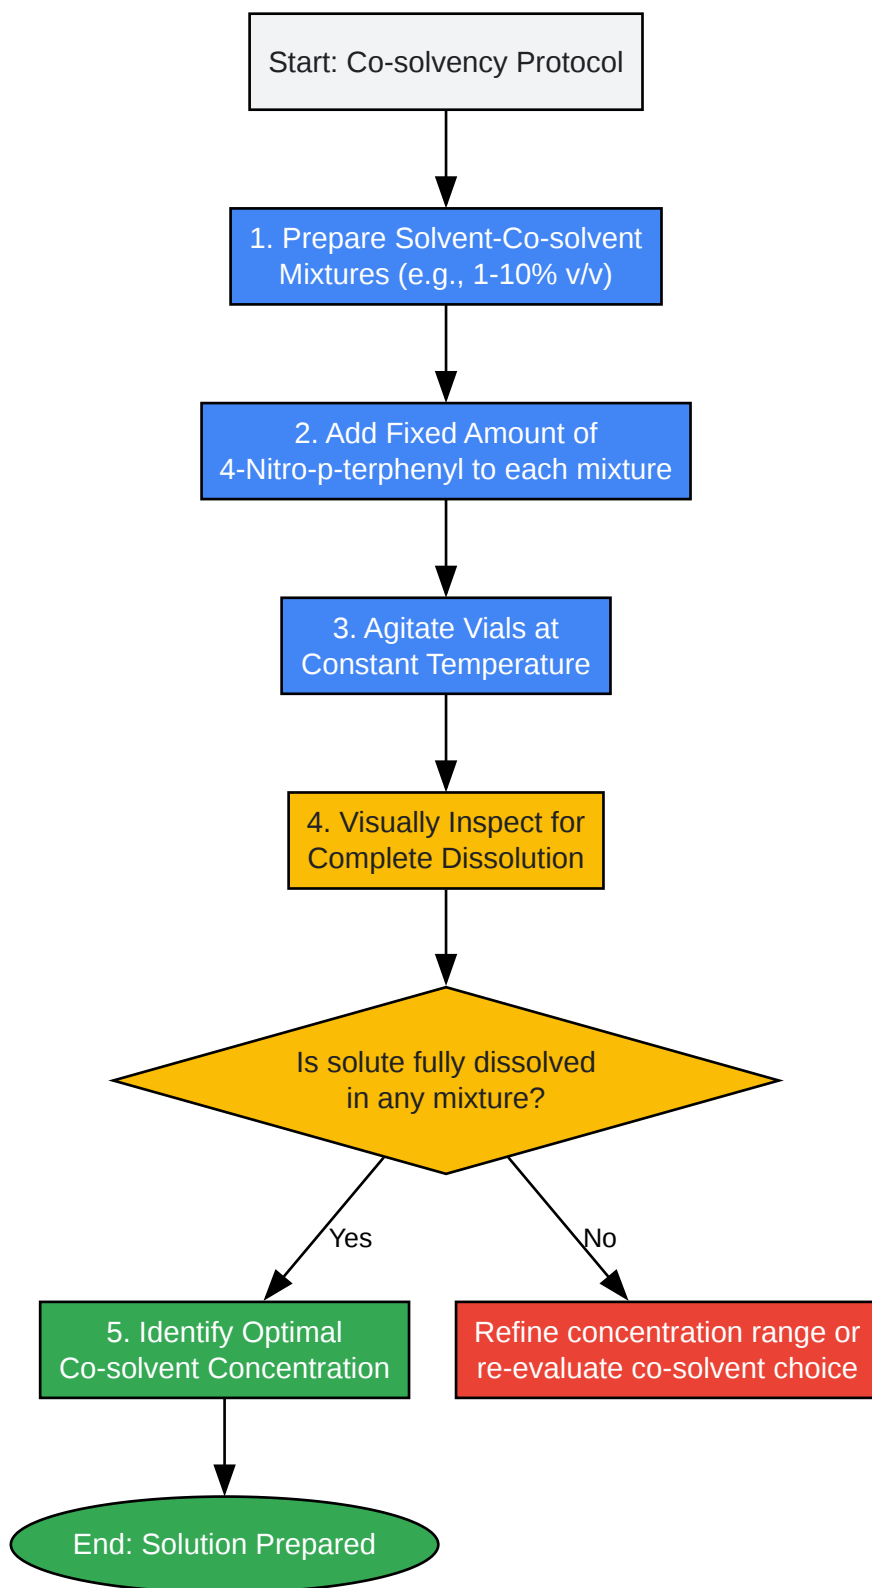 Start: Co-solvency Protocol
1. Prepare Solvent-Co-solvent
Mixtures (e.g., 1-10% v/v)
2. Add Fixed Amount of
4-Nitro-p-terphenyl to each mixture
3. Agitate Vials at
Constant Temperature
4. Visually Inspect for
Complete Dissolution
Is solute fully dissolved
in any mixture?
Yes
No
5. Identify Optimal
Co-solvent Concentration
Refine concentration range or
re-evaluate co-solvent choice
End: Solution Prepared